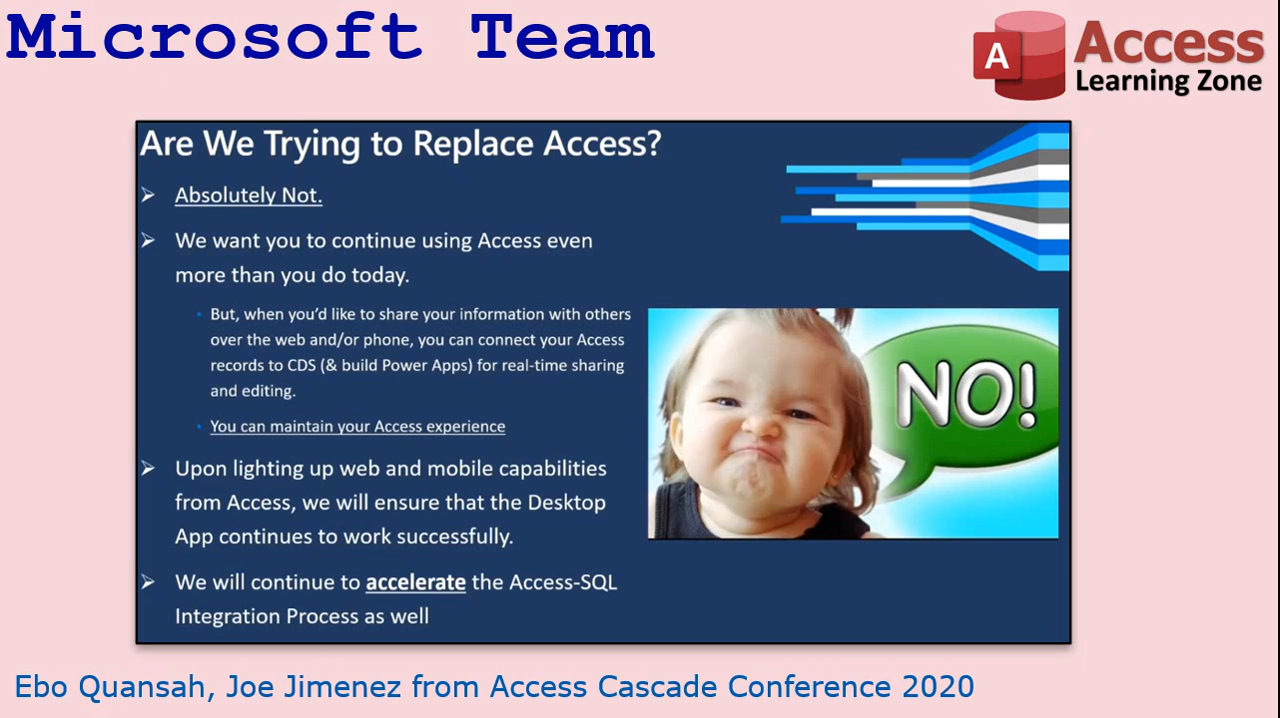 Microsoft Team
A
Access
Learning Zone
Are We Trying to Replace Access?
➢ Absolutely Not.
➢ We want you to continue using Access even
more than you do today.
• But, when you'd like to share your information with others
over the web and/or phone, you can connect your Access
records to CDS (& build Power Apps) for real-time sharing
and editing.
• You can maintain your Access experience
➢ Upon lighting up web and mobile capabilities
from Access, we will ensure that the Desktop
App continues to work successfully.
➢ We will continue to accelerate the Access-SQL
Integration Process as well
NO!
Ebo Quansah, Joe Jimenez from Access Cascade Conference 2020